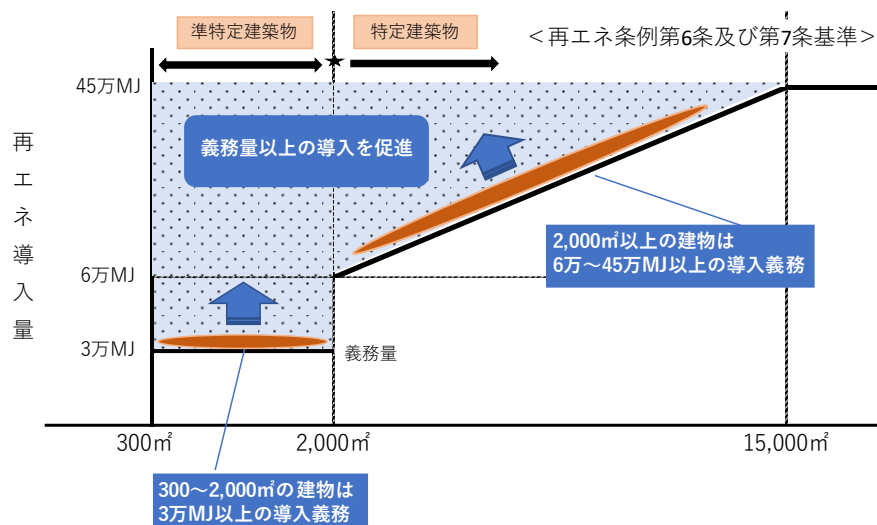 準特定建築物
特定建築物
＜再エネ条例第6条及び第7条基準＞
★
45万MJ
再エネ導入量
義務量以上の導入を促進
2,000㎡以上の建物は
6万～45万MJ以上の導入義務
6万MJ
3万MJ
義務量
300㎡
2,000㎡
15,000㎡
300～2,000㎡の建物は
3万MJ以上の導入義務